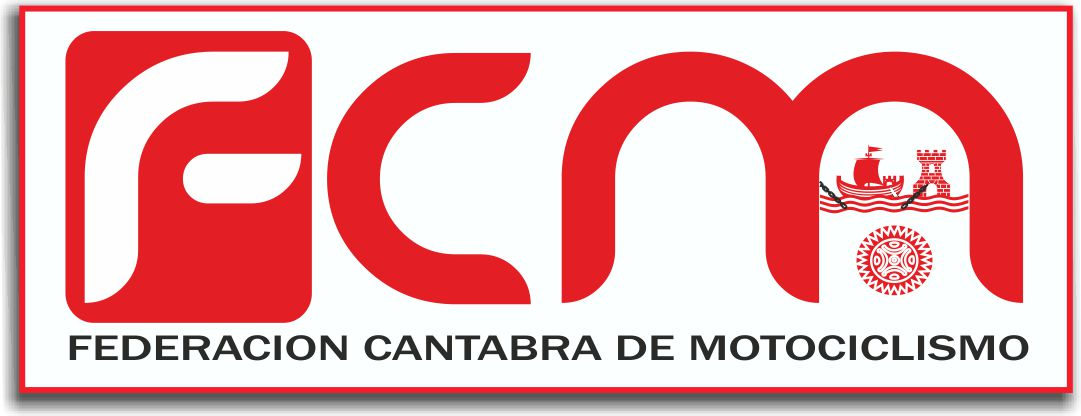 FCM
FEDERACION CANTABRA DE MOTOCICLISMO